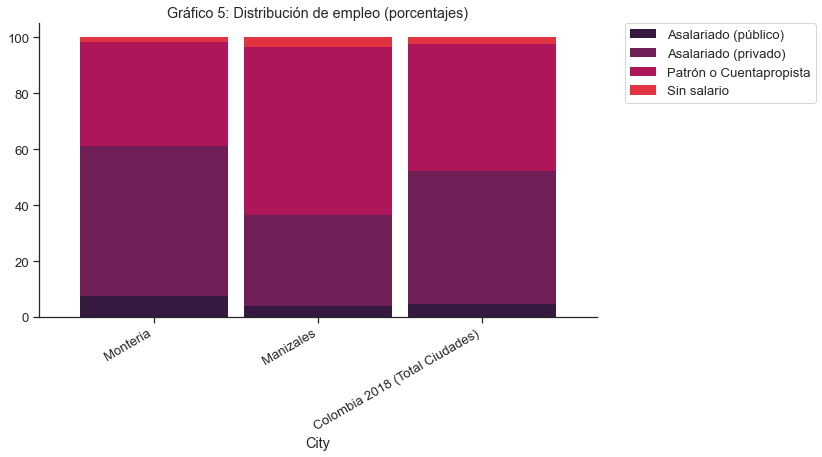 Gráfico 5: Distribución de empleo (porcentajes)
100
80
60
40
20
0
Monteria
Manizales
Colombia 2018 (Total Ciudades)
City
Asalariado (público)
Asalariado (privado)
Patrón o Cuentapropista
Sin salario